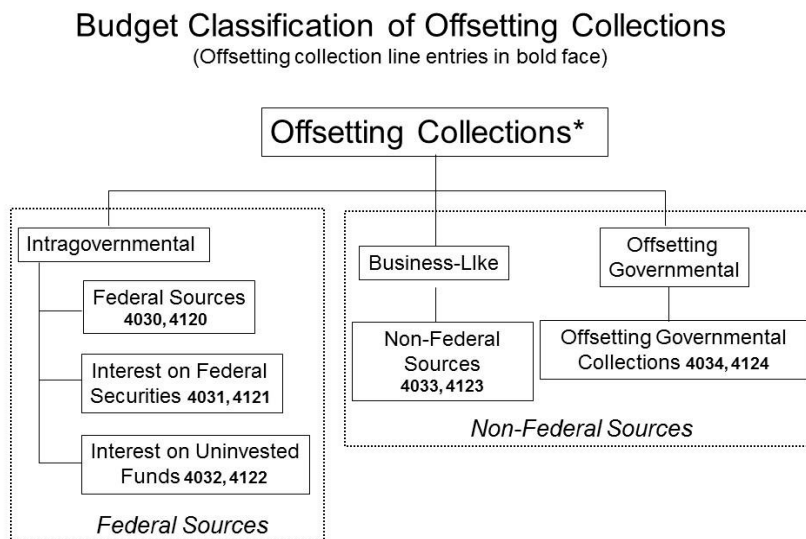 Budget Classification of Offsetting Collections
(Offsetting collection line entries in bold face)
Offsetting Collections*
Intragovernmental
Federal Sources
4030, 4120
Interest on Federal
Securities 4031, 4121
Interest on Uninvested
Funds 4032, 4122
Federal Sources
Business-LIke
Non-Federal
Sources
4033, 4123
Offsetting
Governmental
Offsetting Governmental
Collections 4034, 4124
Non-Federal Sources